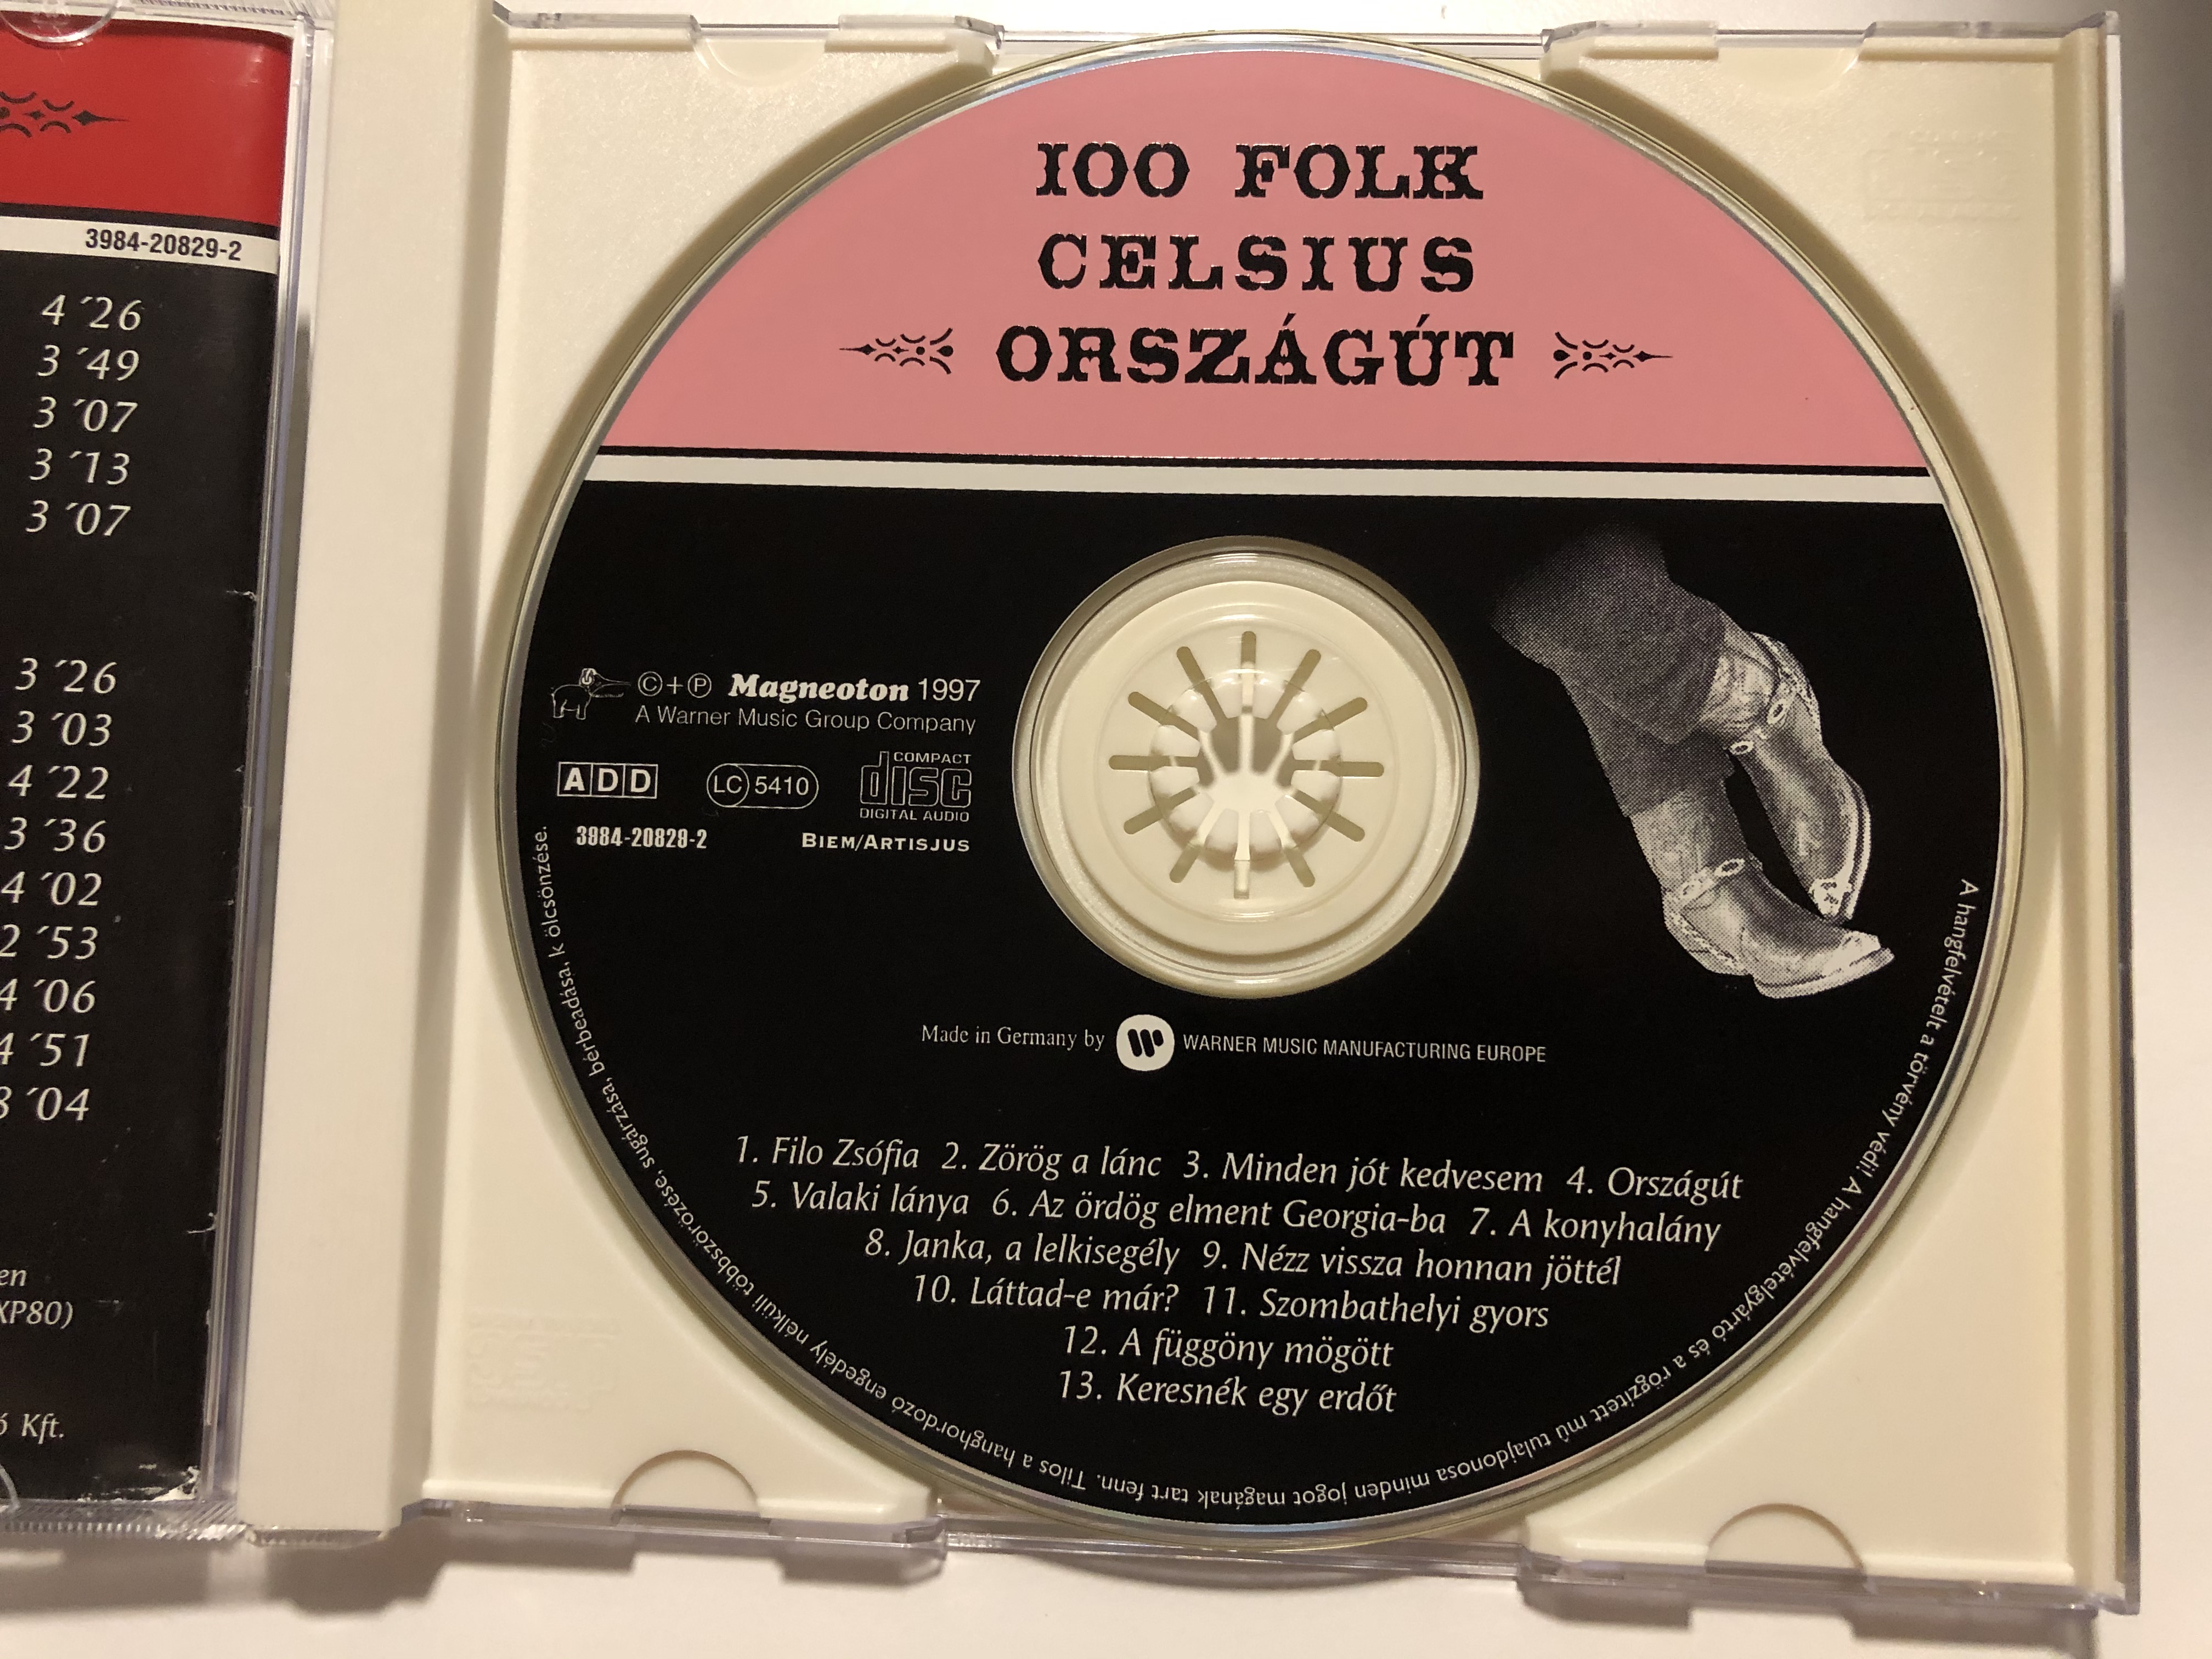 3984-20829-2
4 ´26
3 ´49
3 ´07
3 ´13
3 ´07
3 ´26
3 ´03
4 ´22
3 ´36
4 ´02
2 ´53
4 ´06
4 ´51
3 ´04
en
XP80)
ó Kft.
100 FOLK
CELSIUS
ORSZÁGÚT
©+℗ Magneoton 1997
A Warner Music Group Company
ADD
LC 5410
COMPACT
disc
DIGITAL AUDIO
3984-20829-2
BIEM/ARTISJUS
Made in Germany by WARNER MUSIC MANUFACTURING EUROPE
1. Filo Zsófia 2. Zörög a lánc 3. Minden jót kedvesem 4. Országút
5. Valaki lánya 6. Az ördög elment Georgia-ba 7. A konyhalány
8. Janka, a lelkisegély 9. Nézz vissza honnan jöttél
10. Láttad-e már? 11. Szombathelyi gyors
12. A függöny mögött
13. Keresnék egy erdőt
A hangfelvételt a törvény védi! A hangfelvételgyártó és a rögzített mű tulajdonosa minden jogot magának tart fenn. Tilos a hanghordozó engedély nélküli többszörözése, sugárzása, bérbeadása, k ölcsönzése.